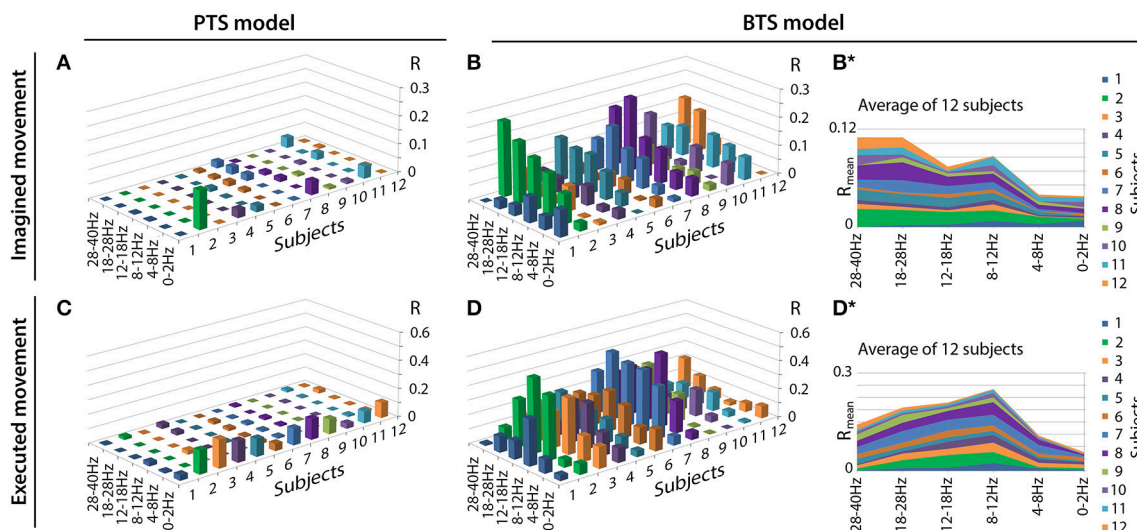 PTS model
BTS model
Imagined movement
A
R
0.3
0.2
0.1
0
28-40Hz
18-28Hz
12-18Hz
8-12Hz
4-8Hz
0-2Hz
1
2
3
4
5
6
7
8
9
10
11
12
Subjects
B
R
0.3
0.2
0.1
0
28-40Hz
18-28Hz
12-18Hz
8-12Hz
4-8Hz
0-2Hz
1
2
3
4
5
6
7
8
9
10
11
12
Subjects
B*
Average of 12 subjects
0.12
Rmean
0
28-40Hz
18-28Hz
12-18Hz
8-12Hz
4-8Hz
0-2Hz
Subjects
1
2
3
4
5
6
7
8
9
10
11
12
Executed movement
C
R
0.6
0.4
0.2
0
28-40Hz
18-28Hz
12-18Hz
8-12Hz
4-8Hz
0-2Hz
1
2
3
4
5
6
7
8
9
10
11
12
Subjects
D
R
0.6
0.4
0.2
0
28-40Hz
18-28Hz
12-18Hz
8-12Hz
4-8Hz
0-2Hz
1
2
3
4
5
6
7
8
9
10
11
12
Subjects
D*
Average of 12 subjects
0.3
Rmean
0
28-40Hz
18-28Hz
12-18Hz
8-12Hz
4-8Hz
0-2Hz
Subjects
1
2
3
4
5
6
7
8
9
10
11
12